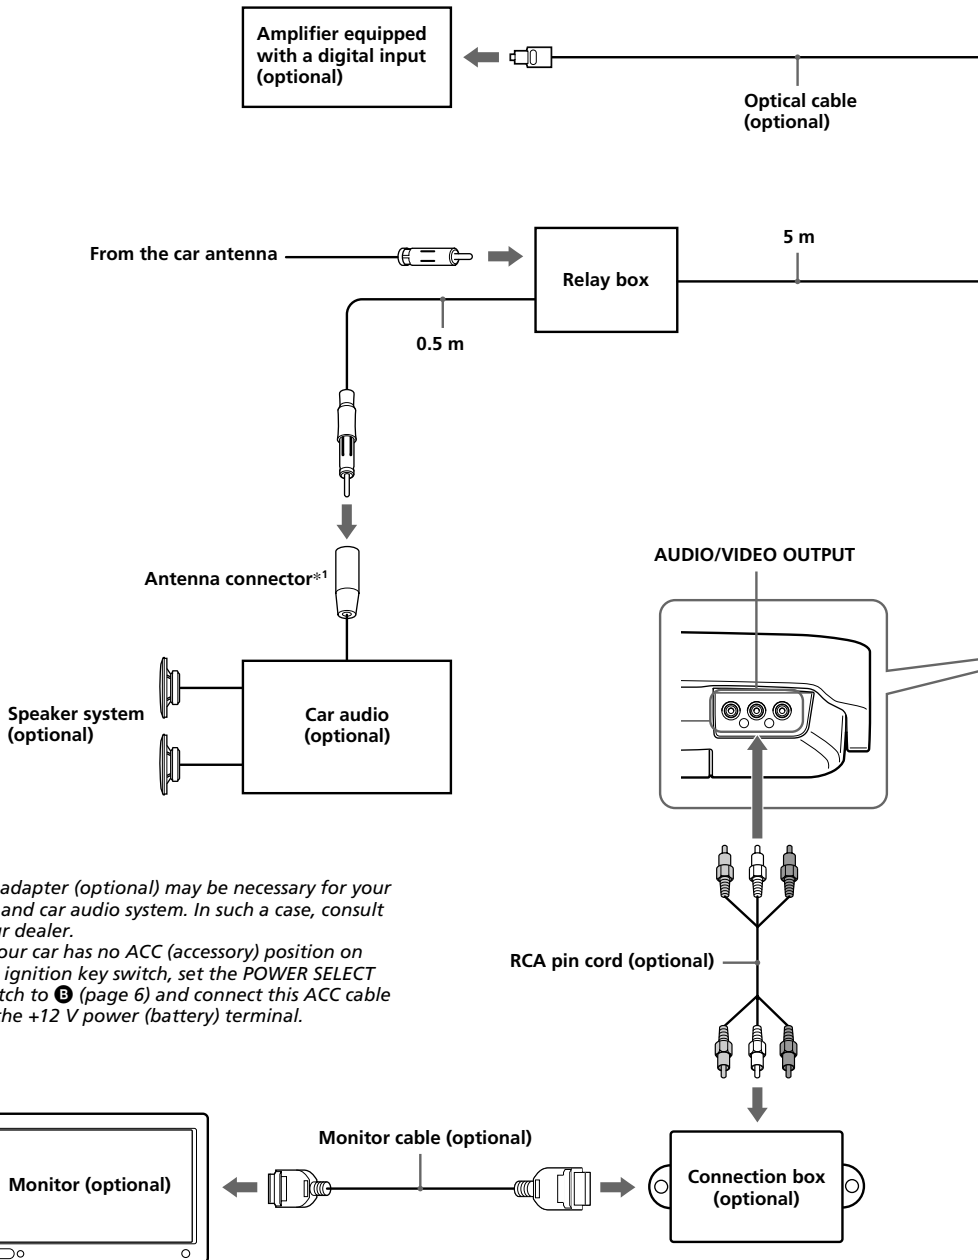 Amplifier equipped
with a digital input
(optional)
Optical cable
(optional)
From the car antenna
Relay box
5 m
0.5 m
Antenna connector*1
AUDIO/VIDEO OUTPUT
Speaker system
(optional)
Car audio
(optional)
adapter (optional) may be necessary for your
and car audio system. In such a case, consult
dealer.
our car has no ACC (accessory) position on
ignition key switch, set the POWER SELECT
tch to B (page 6) and connect this ACC cable
the +12 V power (battery) terminal.
RCA pin cord (optional)
Monitor cable (optional)
Monitor (optional)
Connection box
(optional)